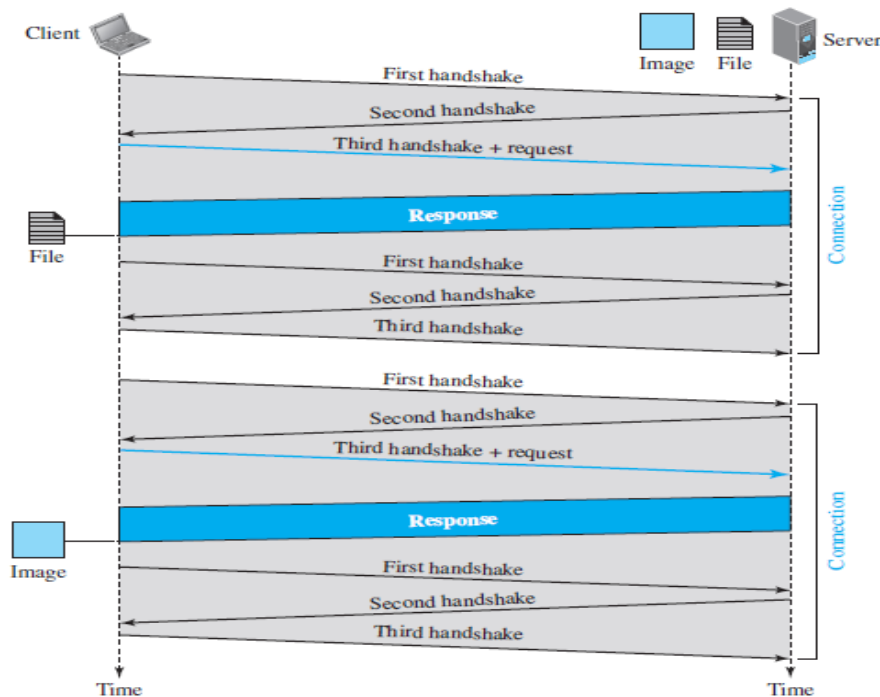 Client
Server
Image File
First handshake
Second handshake
Third handshake + request
Response
File
First handshake
Second handshake
Third handshake
Connection
First handshake
Second handshake
Third handshake + request
Response
Image
First handshake
Second handshake
Third handshake
Connection
Time
Time